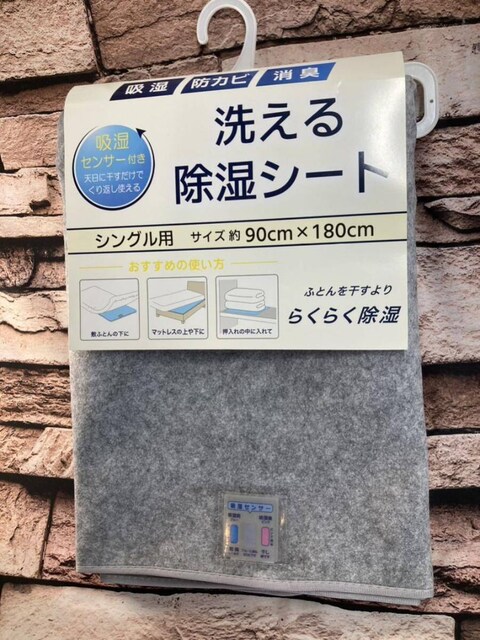 吸湿 防カビ 消臭
吸湿
センサー付き
天日に干すだけで
くり返し使える
洗える
除湿シート
シングル用 サイズ 約 90cm×180cm
おすすめの使い方
敷ふとんの下に
マットレスの上や下に
押入れの中に入れて
ふとんを干すより
らくらく除湿
センサー